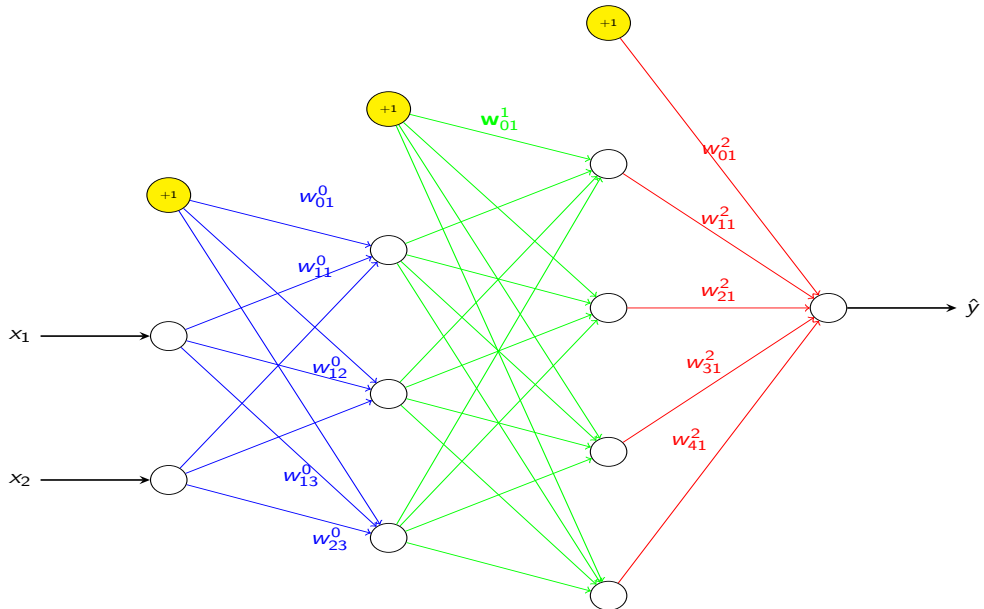 +1
+1
+1
x₁
x₂
w⁰₀₁
w⁰₁₁
w⁰₁₂
w⁰₁₃
w⁰₂₃
w¹₀₁
w²₀₁
w²₁₁
w²₂₁
w²₃₁
w²₄₁
ŷ